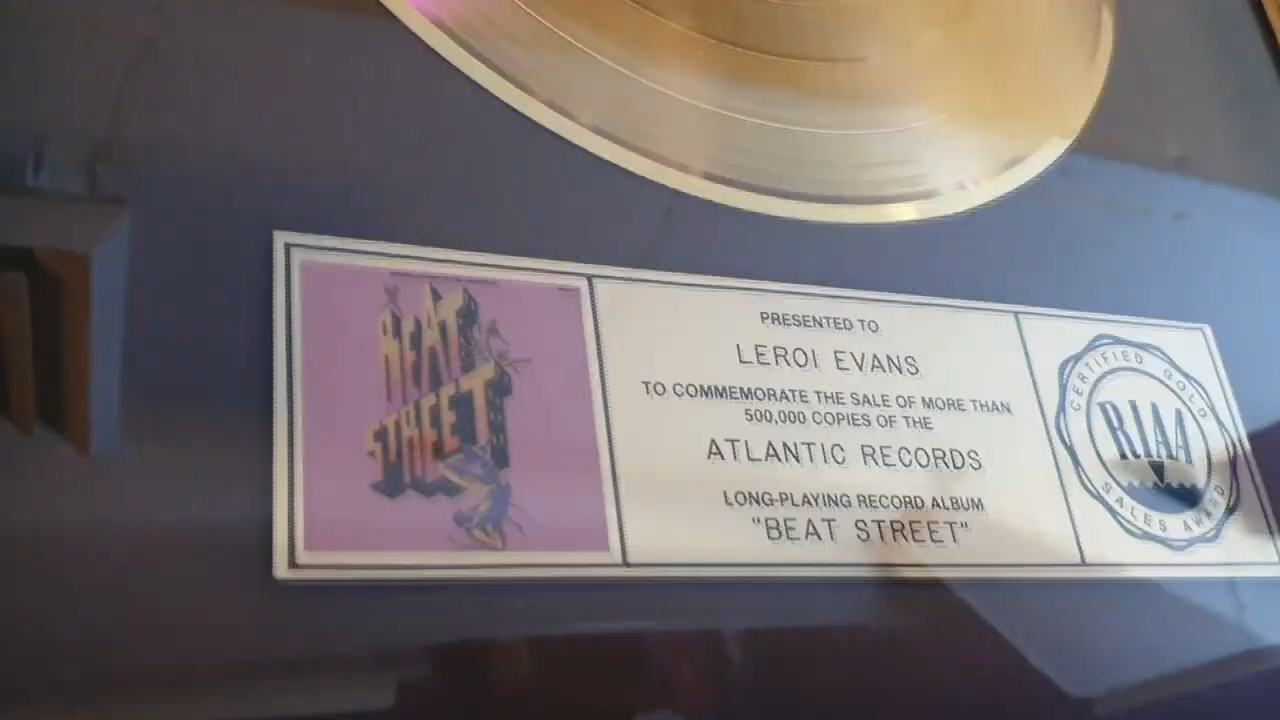 BEAT
STREET
PRESENTED TO
LEROI EVANS
TO COMMEMORATE THE SALE OF MORE THAN
500,000 COPIES OF THE
ATLANTIC RECORDS
LONG-PLAYING RECORD ALBUM
"BEAT STREET"
CERTIFIED GOLD
RIAA
SALES AWARD